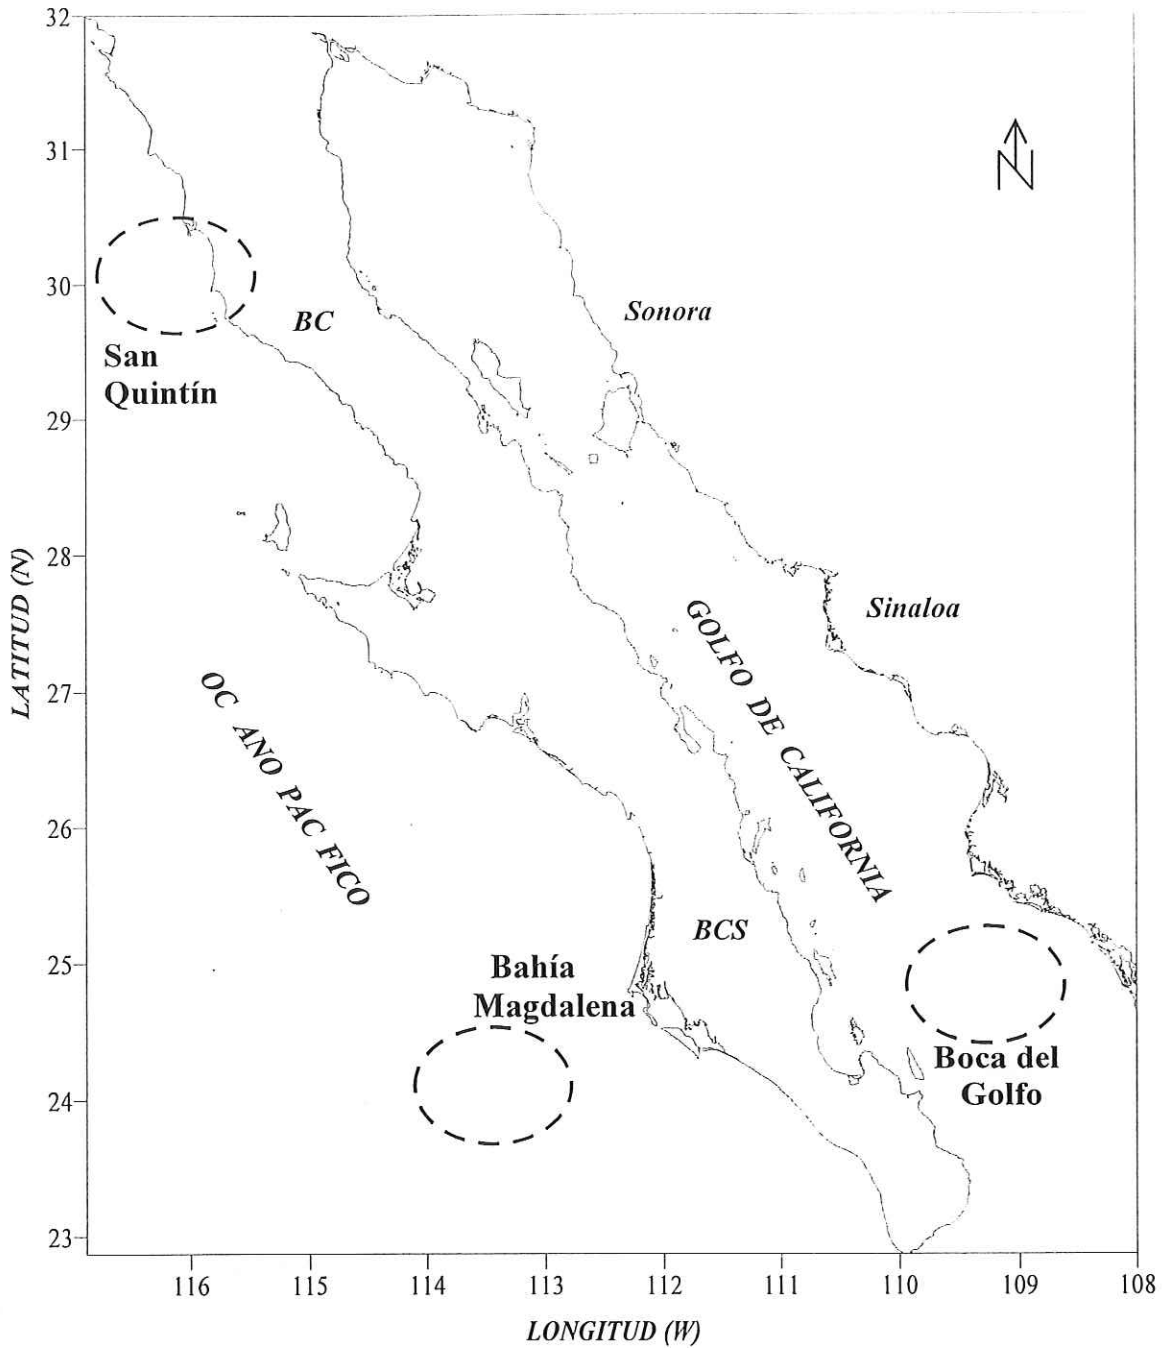 32
31
30
29
28
27
26
25
24
23
LATITUD (N)
N
BC
Sonora
San
Quintín
Sinaloa
GOLFO DE CALIFORNIA
OC ANO PAC FICO
BCS
Bahía
Magdalena
Boca del
Golfo
116 115 114 113 112 111 110 109 108
LONGITUD (W)